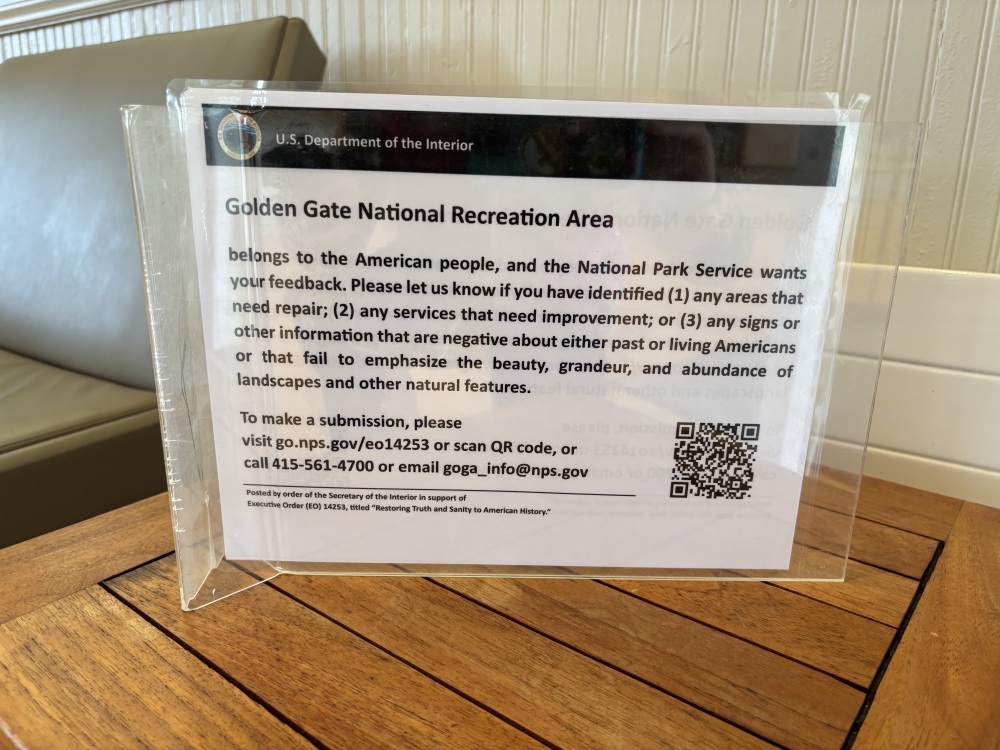 U.S. Department of the Interior
Golden Gate National Recreation Area
belongs to the American people, and the National Park Service wants
your feedback. Please let us know if you have identified (1) any areas that
need repair; (2) any services that need improvement; or (3) any signs or
other information that are negative about either past or living Americans
or that fail to emphasize the beauty, grandeur, and abundance of
landscapes and other natural features.
To make a submission, please
visit go.nps.gov/eo14253 or scan QR code, or
call 415-561-4700 or email goga_info@nps.gov
Posted by order of the Secretary of the Interior in support of
Executive Order (EO) 14253, titled “Restoring Truth and Sanity to American History.”